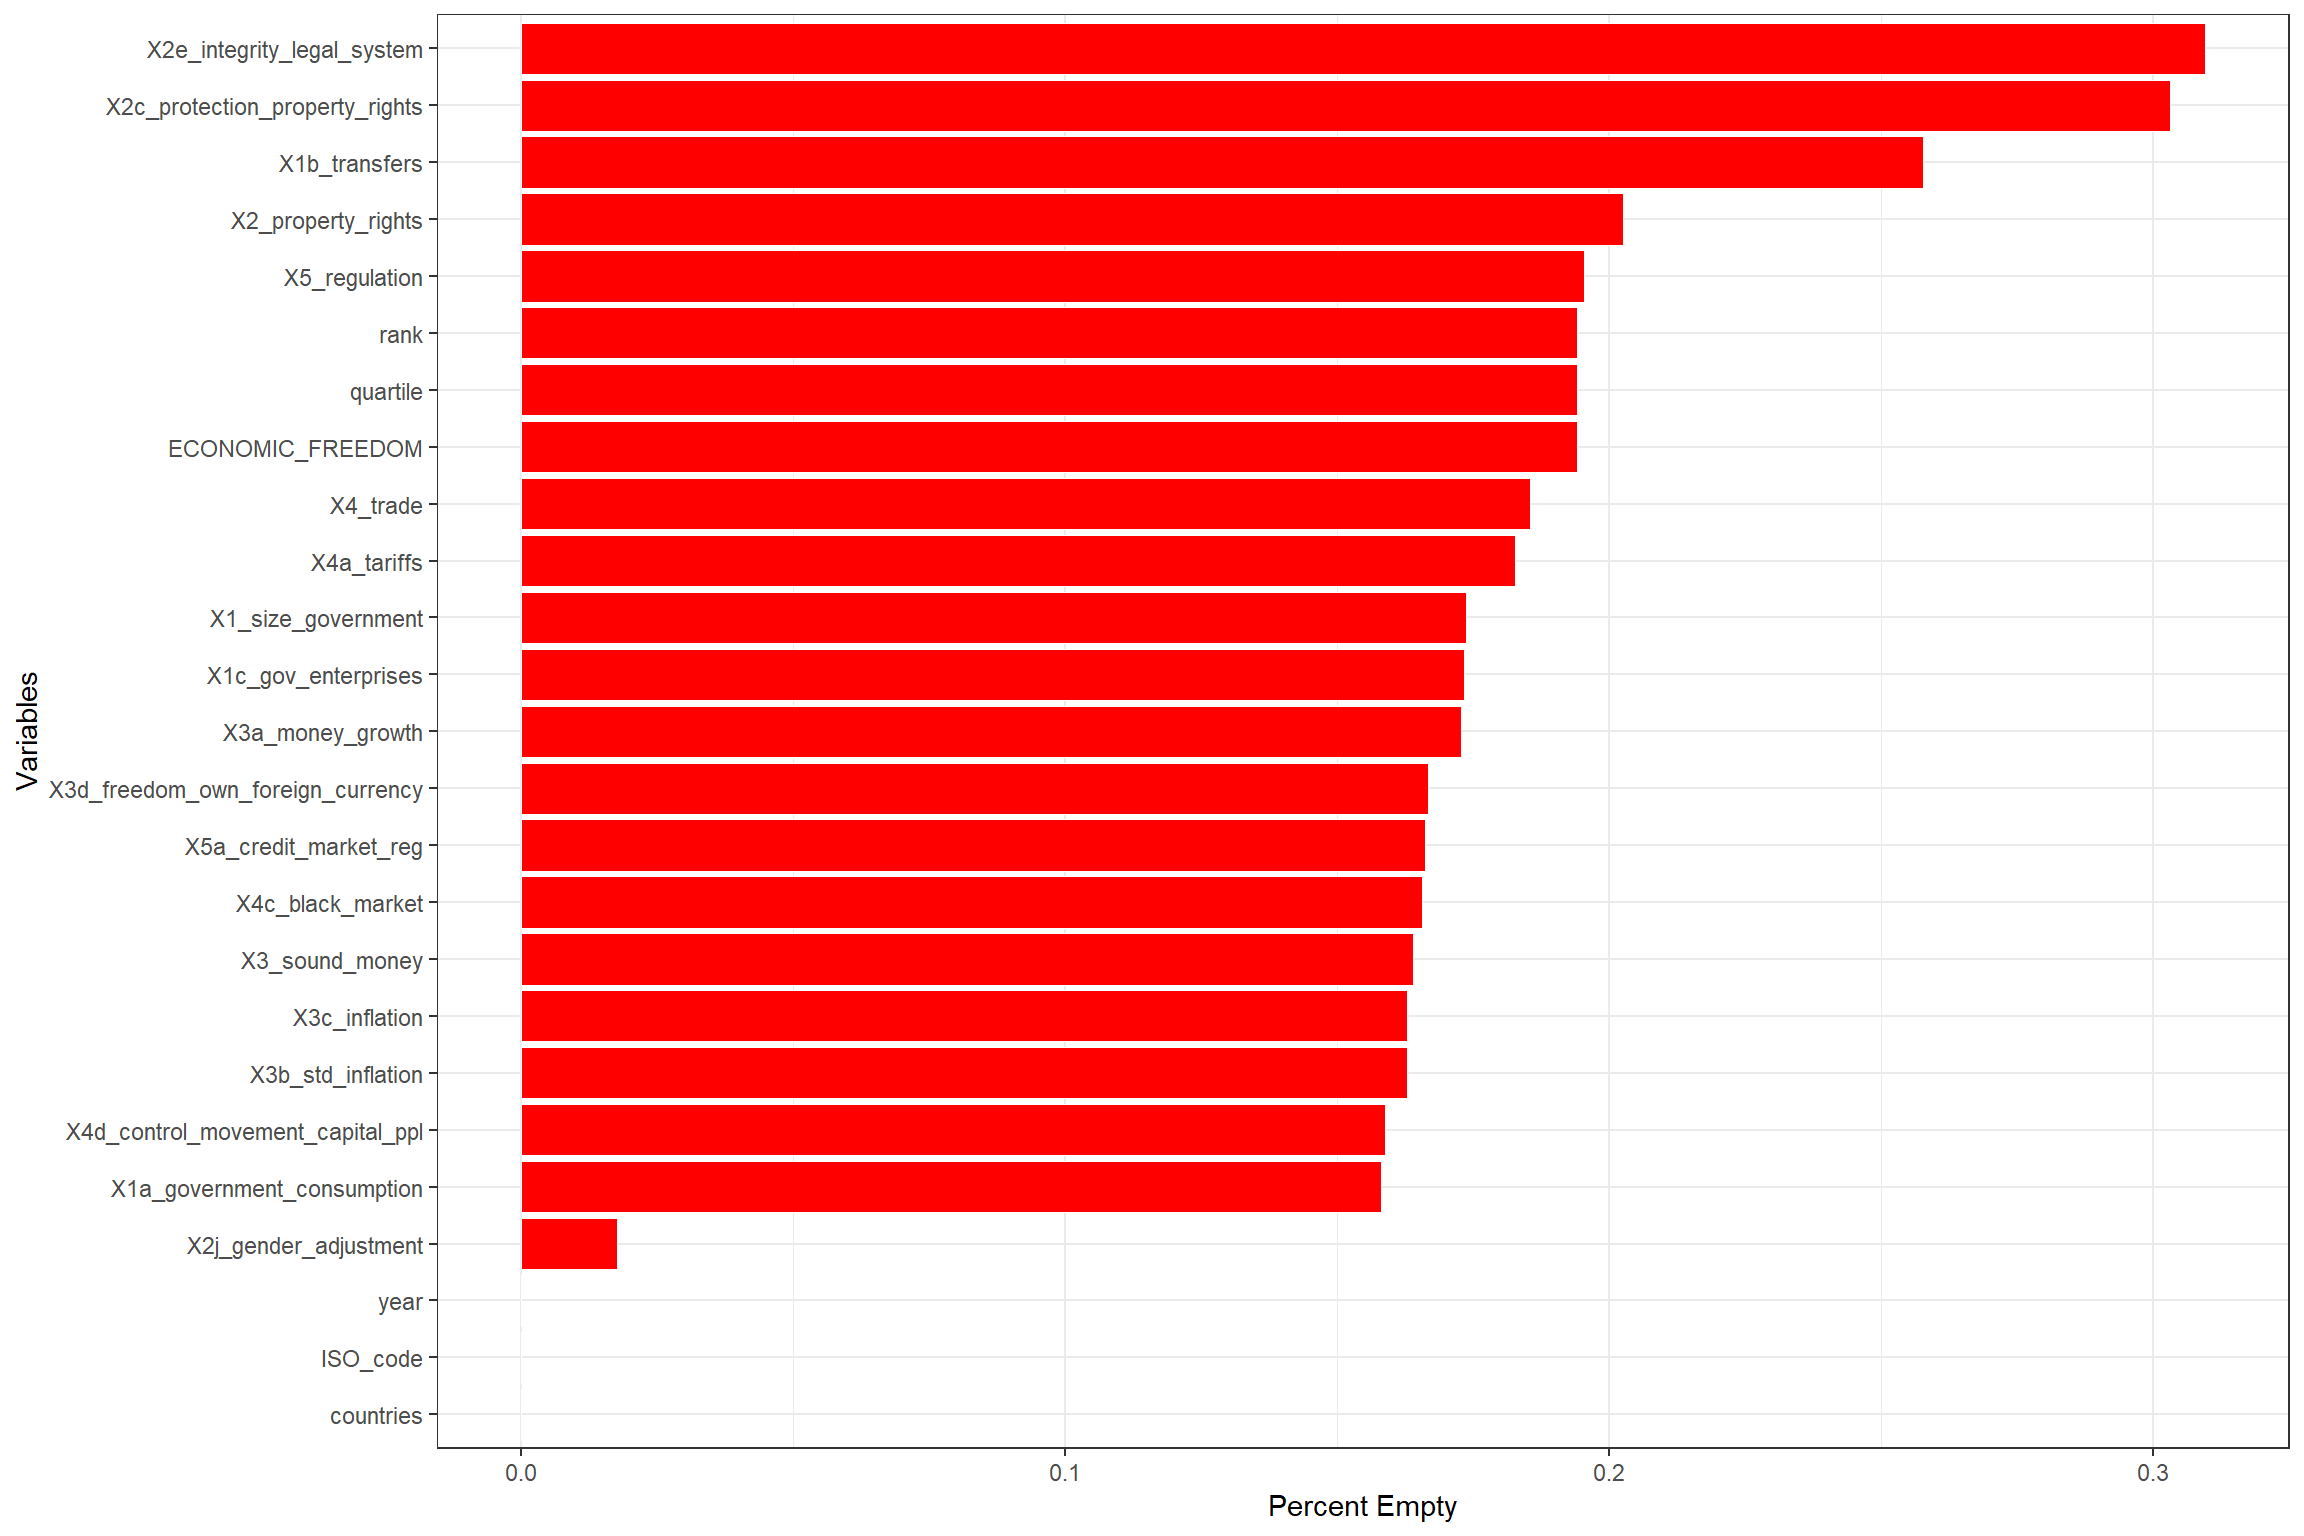 X2e_integrity_legal_system
X2c_protection_property_rights
X1b_transfers
X2_property_rights
X5_regulation
rank
quartile
ECONOMIC_FREEDOM
X4_trade
X4a_tariffs
X1_size_government
X1c_gov_enterprises
X3a_money_growth
X3d_freedom_own_foreign_currency
X5a_credit_market_reg
X4c_black_market
X3_sound_money
X3c_inflation
X3b_std_inflation
X4d_control_movement_capital_ppl
X1a_government_consumption
X2j_gender_adjustment
year
ISO_code
countries
Variables
0.0 0.1 0.2 0.3
Percent Empty